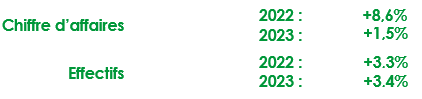 Chiffre d’affaires
2022 : +8,6%
2023 : +1,5%
Effectifs
2022 : +3.3%
2023 : +3.4%